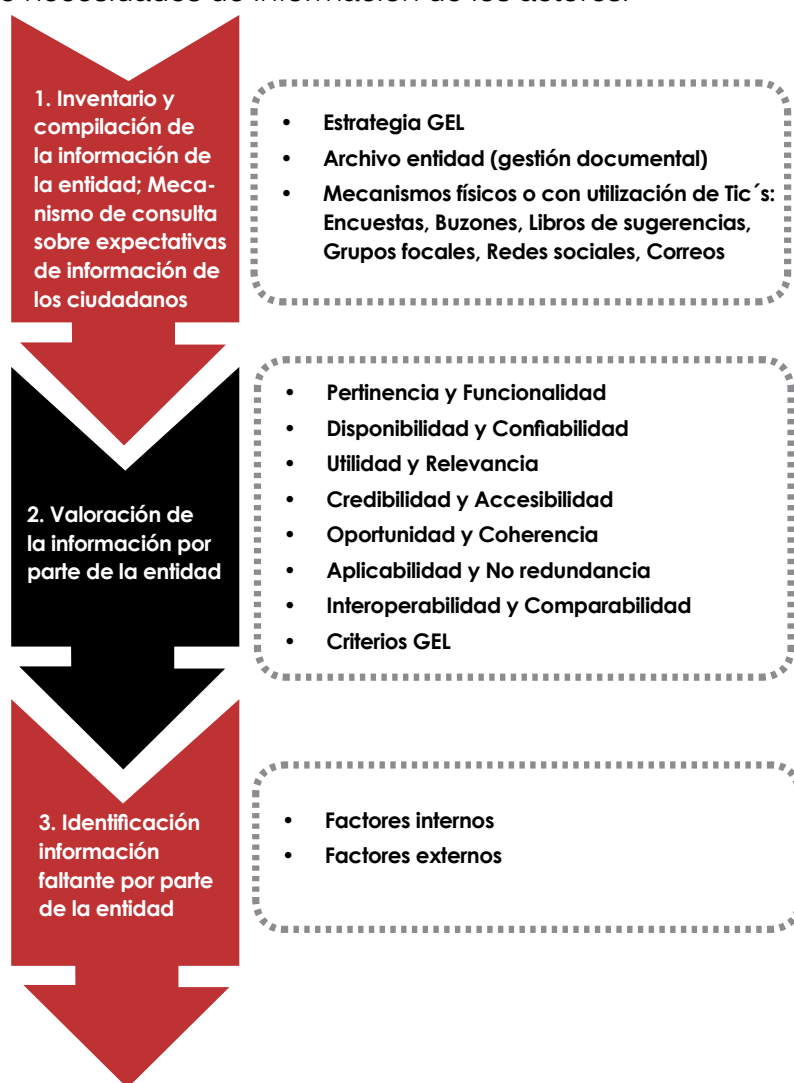 necesidades de información de los actores.
1. Inventario y
compilación de
la información de
la entidad; Meca-
nismo de consulta
sobre expectativas
de información de
los ciudadanos
• Estrategia GEL
• Archivo entidad (gestión documental)
• Mecanismos físicos o con utilización de Tic´s:
Encuestas, Buzones, Libros de sugerencias,
Grupos focales, Redes sociales, Correos
2. Valoración de
la información por
parte de la entidad
• Pertinencia y Funcionalidad
• Disponibilidad y Confiabilidad
• Utilidad y Relevancia
• Credibilidad y Accesibilidad
• Oportunidad y Coherencia
• Aplicabilidad y No redundancia
• Interoperabilidad y Comparabilidad
• Criterios GEL
3. Identificación
información
faltante por parte
de la entidad
• Factores internos
• Factores externos